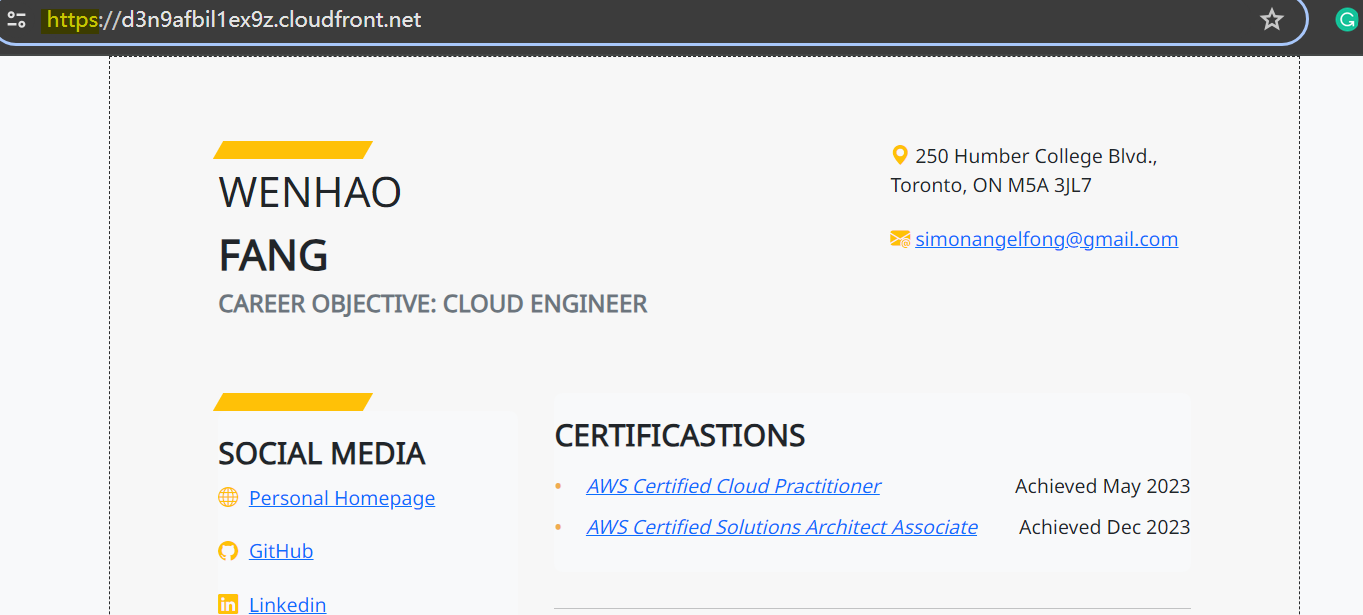 https://d3n9afbil1ex9z.cloudfront.net
WENHAO
FANG
CAREER OBJECTIVE: CLOUD ENGINEER
250 Humber College Blvd.,
Toronto, ON M5A 3JL7
simonangelfong@gmail.com
SOCIAL MEDIA
Personal Homepage
GitHub
Linkedin
CERTIFICASTIONS
AWS Certified Cloud Practitioner Achieved May 2023
AWS Certified Solutions Architect Associate Achieved Dec 2023